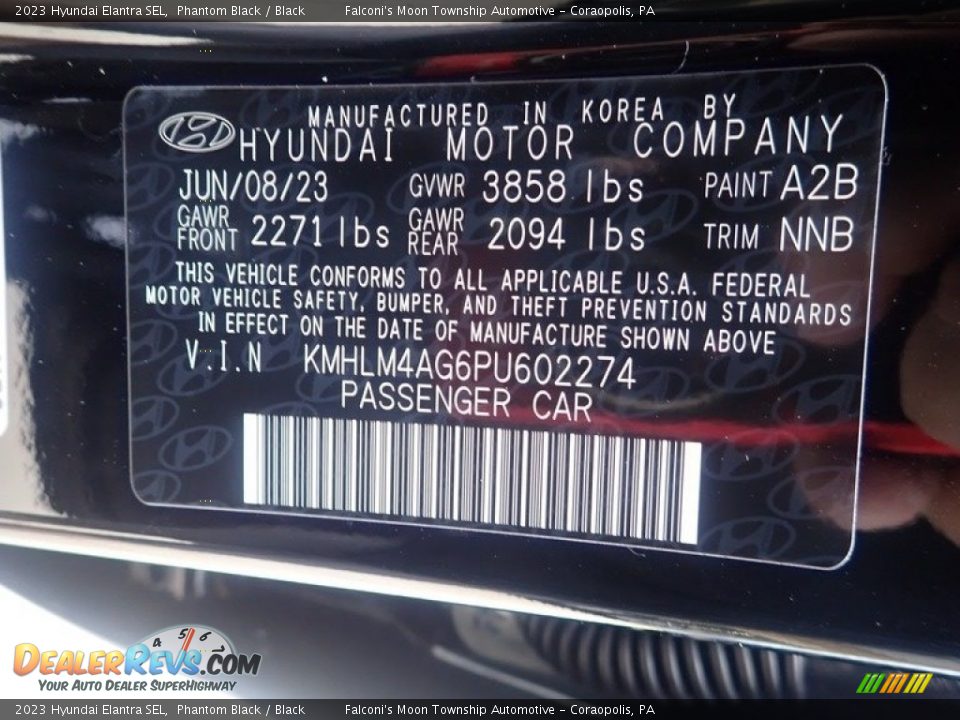 2023 Hyundai Elantra SEL, Phantom Black / Black Falconi's Moon Township Automotive - Coraopolis, PA
MANUFACTURED IN KOREA BY
HYUNDAI MOTOR COMPANY
JUN/08/23 GVWR 3858 lbs PAINT A2B
GAWR FRONT 2271 lbs GAWR REAR 2094 lbs TRIM NNB
THIS VEHICLE CONFORMS TO ALL APPLICABLE U.S.A. FEDERAL
MOTOR VEHICLE SAFETY, BUMPER, AND THEFT PREVENTION STANDARDS
IN EFFECT ON THE DATE OF MANUFACTURE SHOWN ABOVE
V.I.N KMHLM4AG6PU602274
PASSENGER CAR
4 5 6
DEALERREVS.COM
YOUR AUTO DEALER SUPERHIGHWAY
2023 Hyundai Elantra SEL, Phantom Black / Black Falconi's Moon Township Automotive - Coraopolis, PA